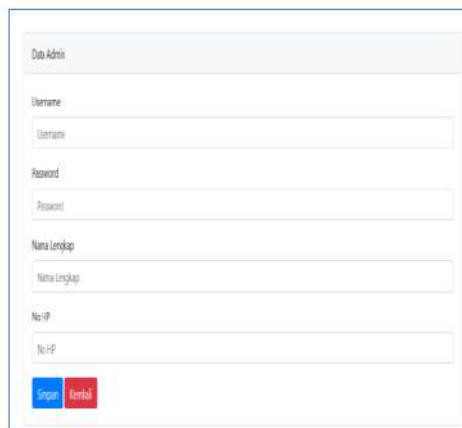 Data Admin
Username
Username
Password
Password
Nama Lengkap
Nama Lengkap
No HP
No HP
Simpan Kembali